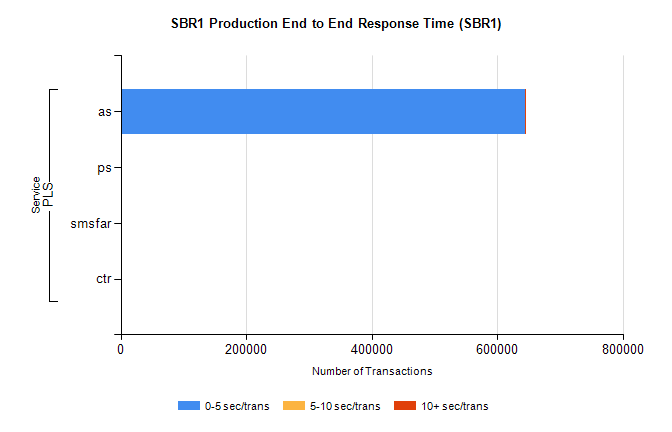 SBR1 Production End to End Response Time (SBR1)
Service
PLS
as
ps
smsfar
ctr
0 200000 400000 600000 800000
Number of Transactions
0-5 sec/trans 5-10 sec/trans 10+ sec/trans